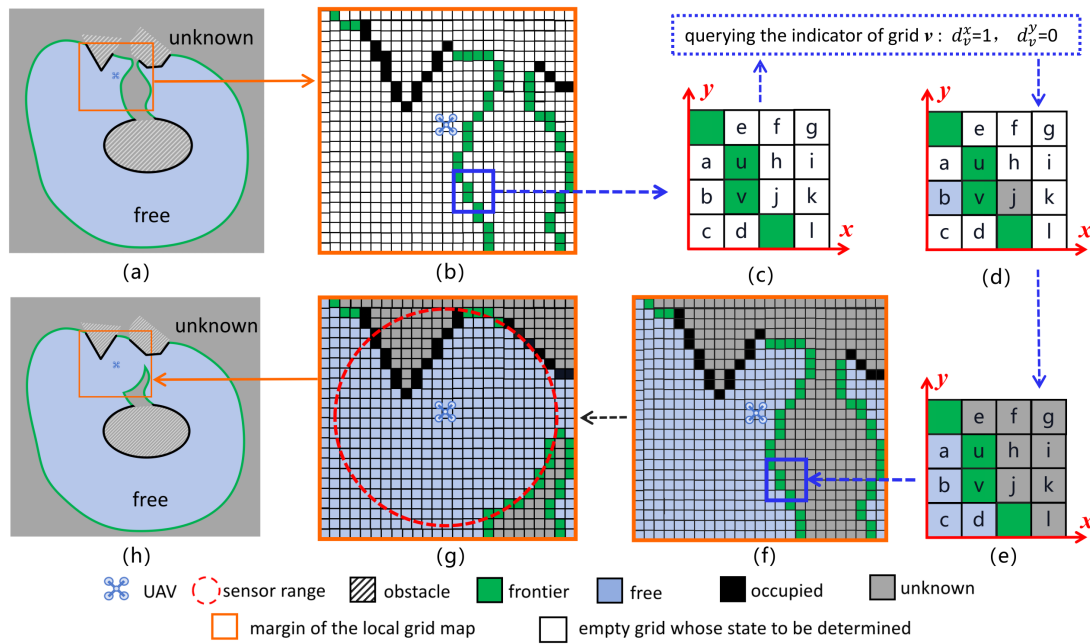 unknown
free
(a)
(b)
querying the indicator of grid v : d_v^x=1, d_v^y=0
y
e f g
a u h i
b v j k
c d l
x
(c)
y
e f g
a u h i
b v j k
c d l
x
(d)
unknown
free
(h)
(g)
(f)
y
e f g
a u h i
b v j k
c d l
x
(e)
UAV
sensor range
obstacle
frontier
free
occupied
unknown
margin of the local grid map
empty grid whose state to be determined